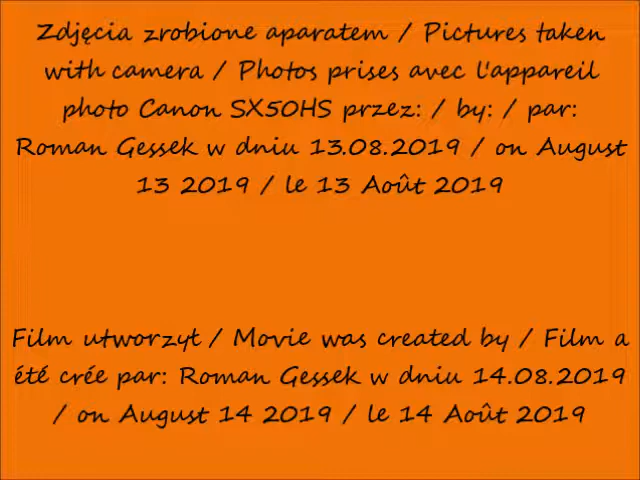 Zdjęcia zrobione aparatem / Pictures taken
with camera / Photos prises avec l'appareil
photo Canon SX50HS przez: / by: / par:
Roman Gessek w dniu 13.08.2019 / on August
13 2019 / le 13 Août 2019
Film utworzył / Movie was created by / Film a
été crée par: Roman Gessek w dniu 14.08.2019
/ on August 14 2019 / le 14 Août 2019